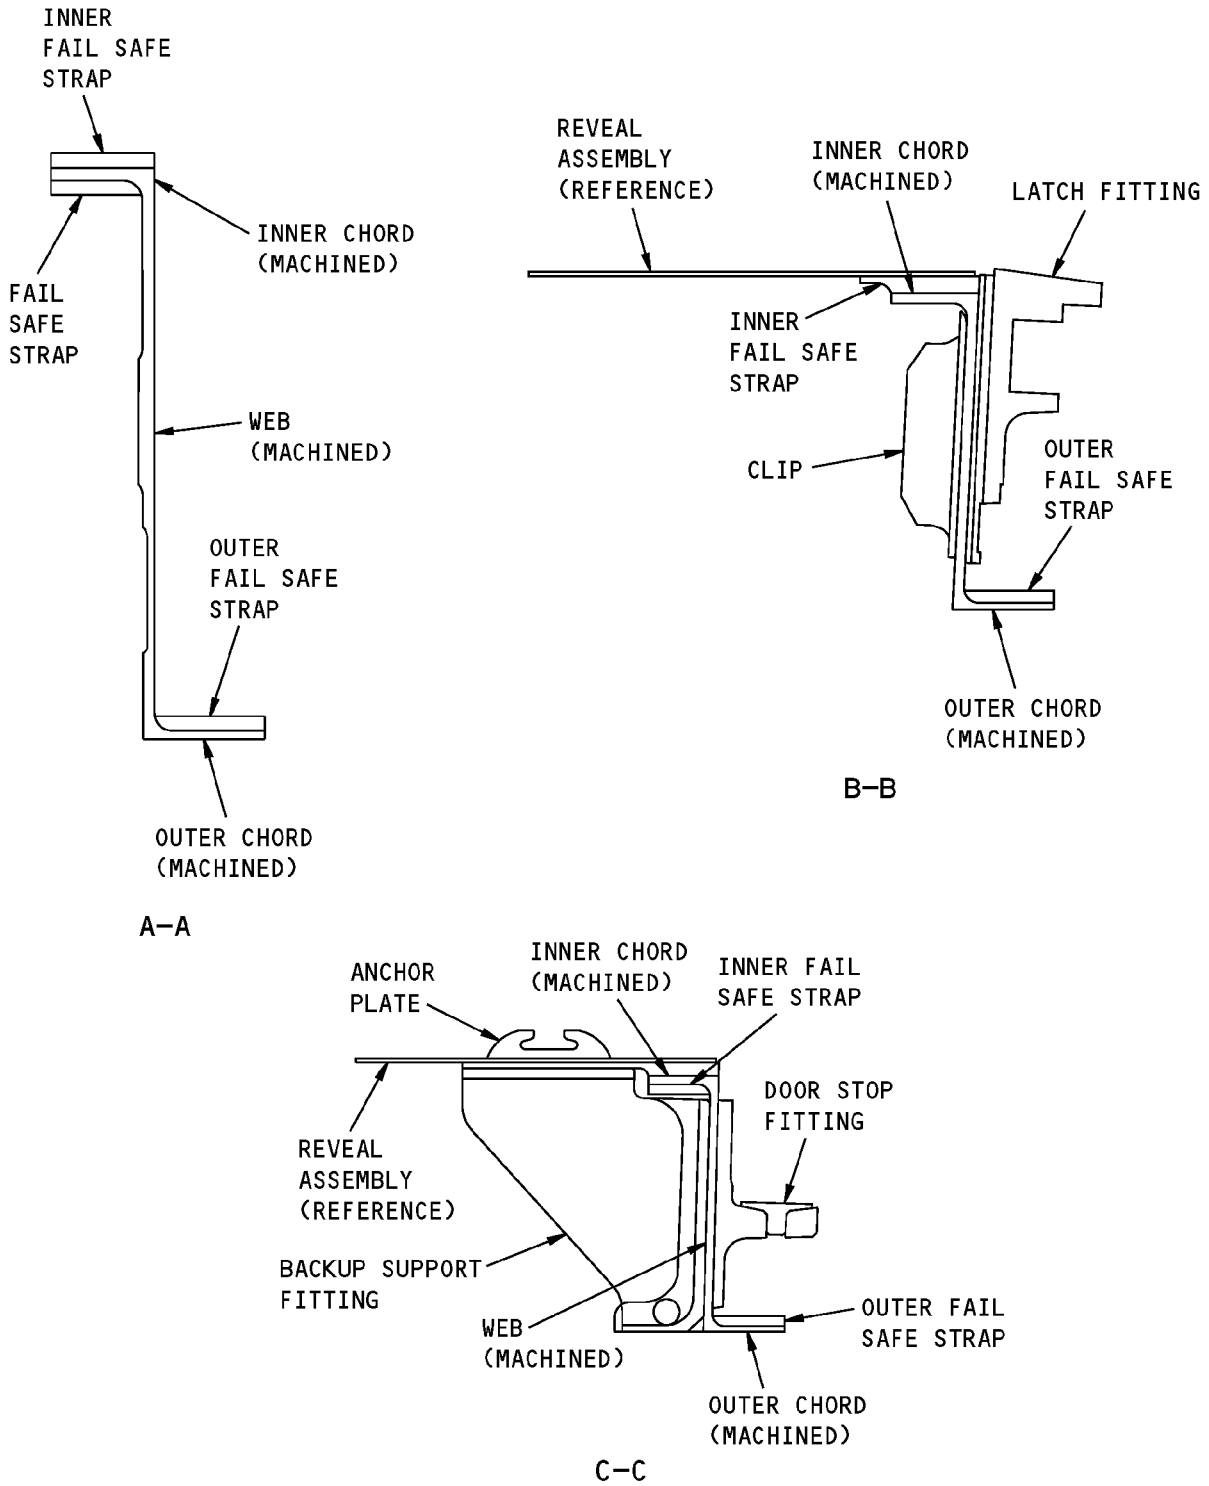 INNER
FAIL SAFE
STRAP
INNER CHORD
(MACHINED)
FAIL
SAFE
STRAP
WEB
(MACHINED)
OUTER
FAIL SAFE
STRAP
OUTER CHORD
(MACHINED)
A-A
REVEAL
ASSEMBLY
(REFERENCE)
INNER CHORD
(MACHINED)
LATCH FITTING
INNER
FAIL SAFE
STRAP
CLIP
OUTER
FAIL SAFE
STRAP
OUTER CHORD
(MACHINED)
B-B
ANCHOR
PLATE
INNER CHORD
(MACHINED)
INNER FAIL
SAFE STRAP
DOOR STOP
FITTING
REVEAL
ASSEMBLY
(REFERENCE)
BACKUP SUPPORT
FITTING
WEB
(MACHINED)
OUTER FAIL
SAFE STRAP
OUTER CHORD
(MACHINED)
C-C